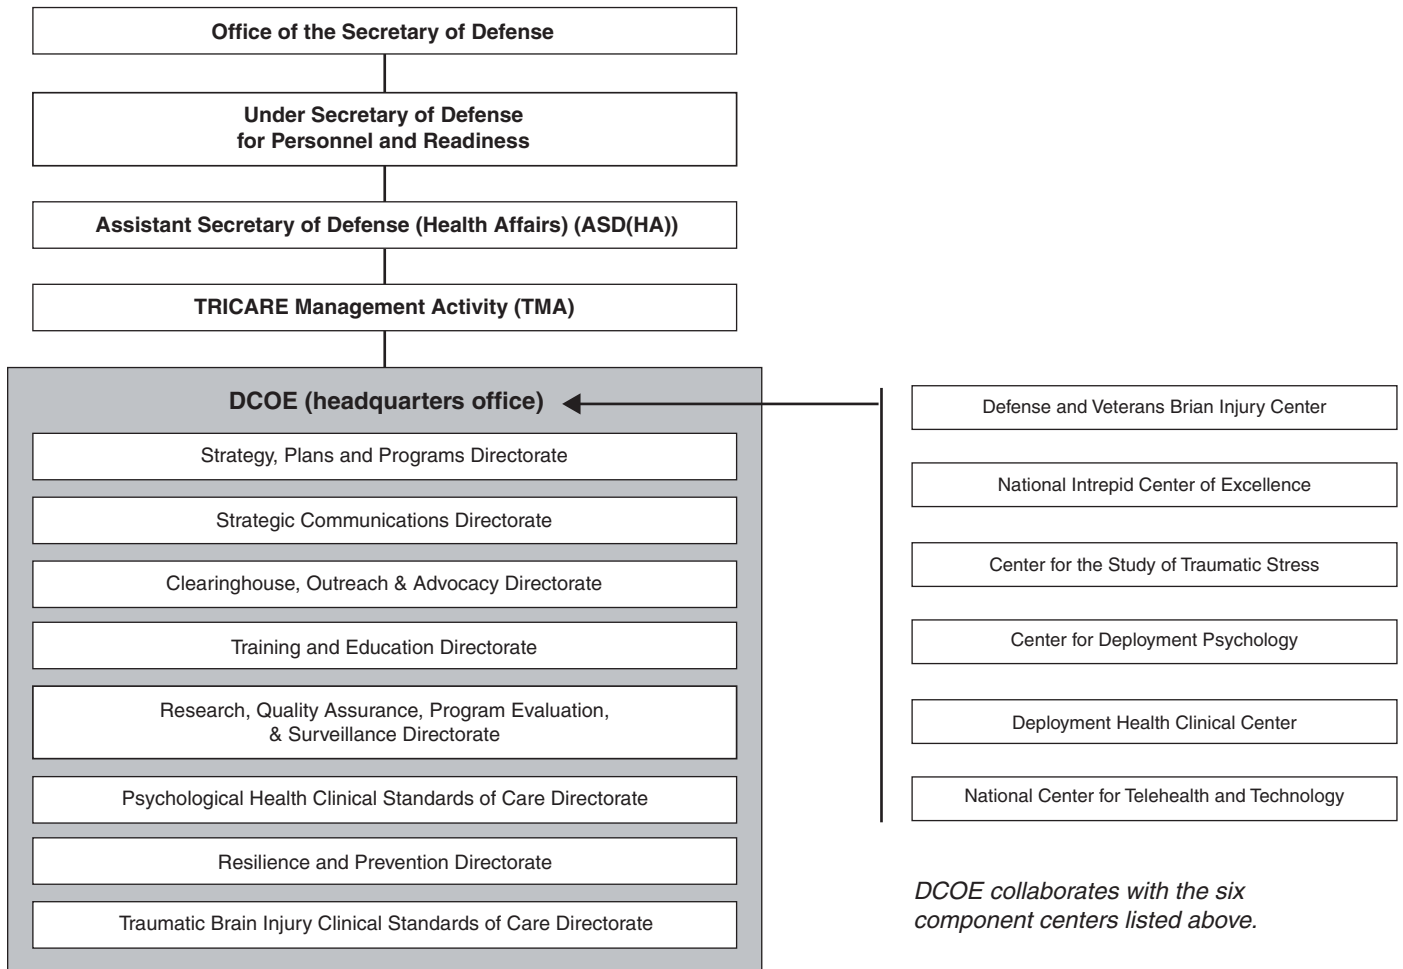 Office of the Secretary of Defense
Under Secretary of Defense
for Personnel and Readiness
Assistant Secretary of Defense (Health Affairs) (ASD(HA))
TRICARE Management Activity (TMA)
DCOE (headquarters office)
Strategy, Plans and Programs Directorate
Strategic Communications Directorate
Clearinghouse, Outreach & Advocacy Directorate
Training and Education Directorate
Research, Quality Assurance, Program Evaluation,
& Surveillance Directorate
Psychological Health Clinical Standards of Care Directorate
Resilience and Prevention Directorate
Traumatic Brain Injury Clinical Standards of Care Directorate
Defense and Veterans Brian Injury Center
National Intrepid Center of Excellence
Center for the Study of Traumatic Stress
Center for Deployment Psychology
Deployment Health Clinical Center
National Center for Telehealth and Technology
DCOE collaborates with the six
component centers listed above.